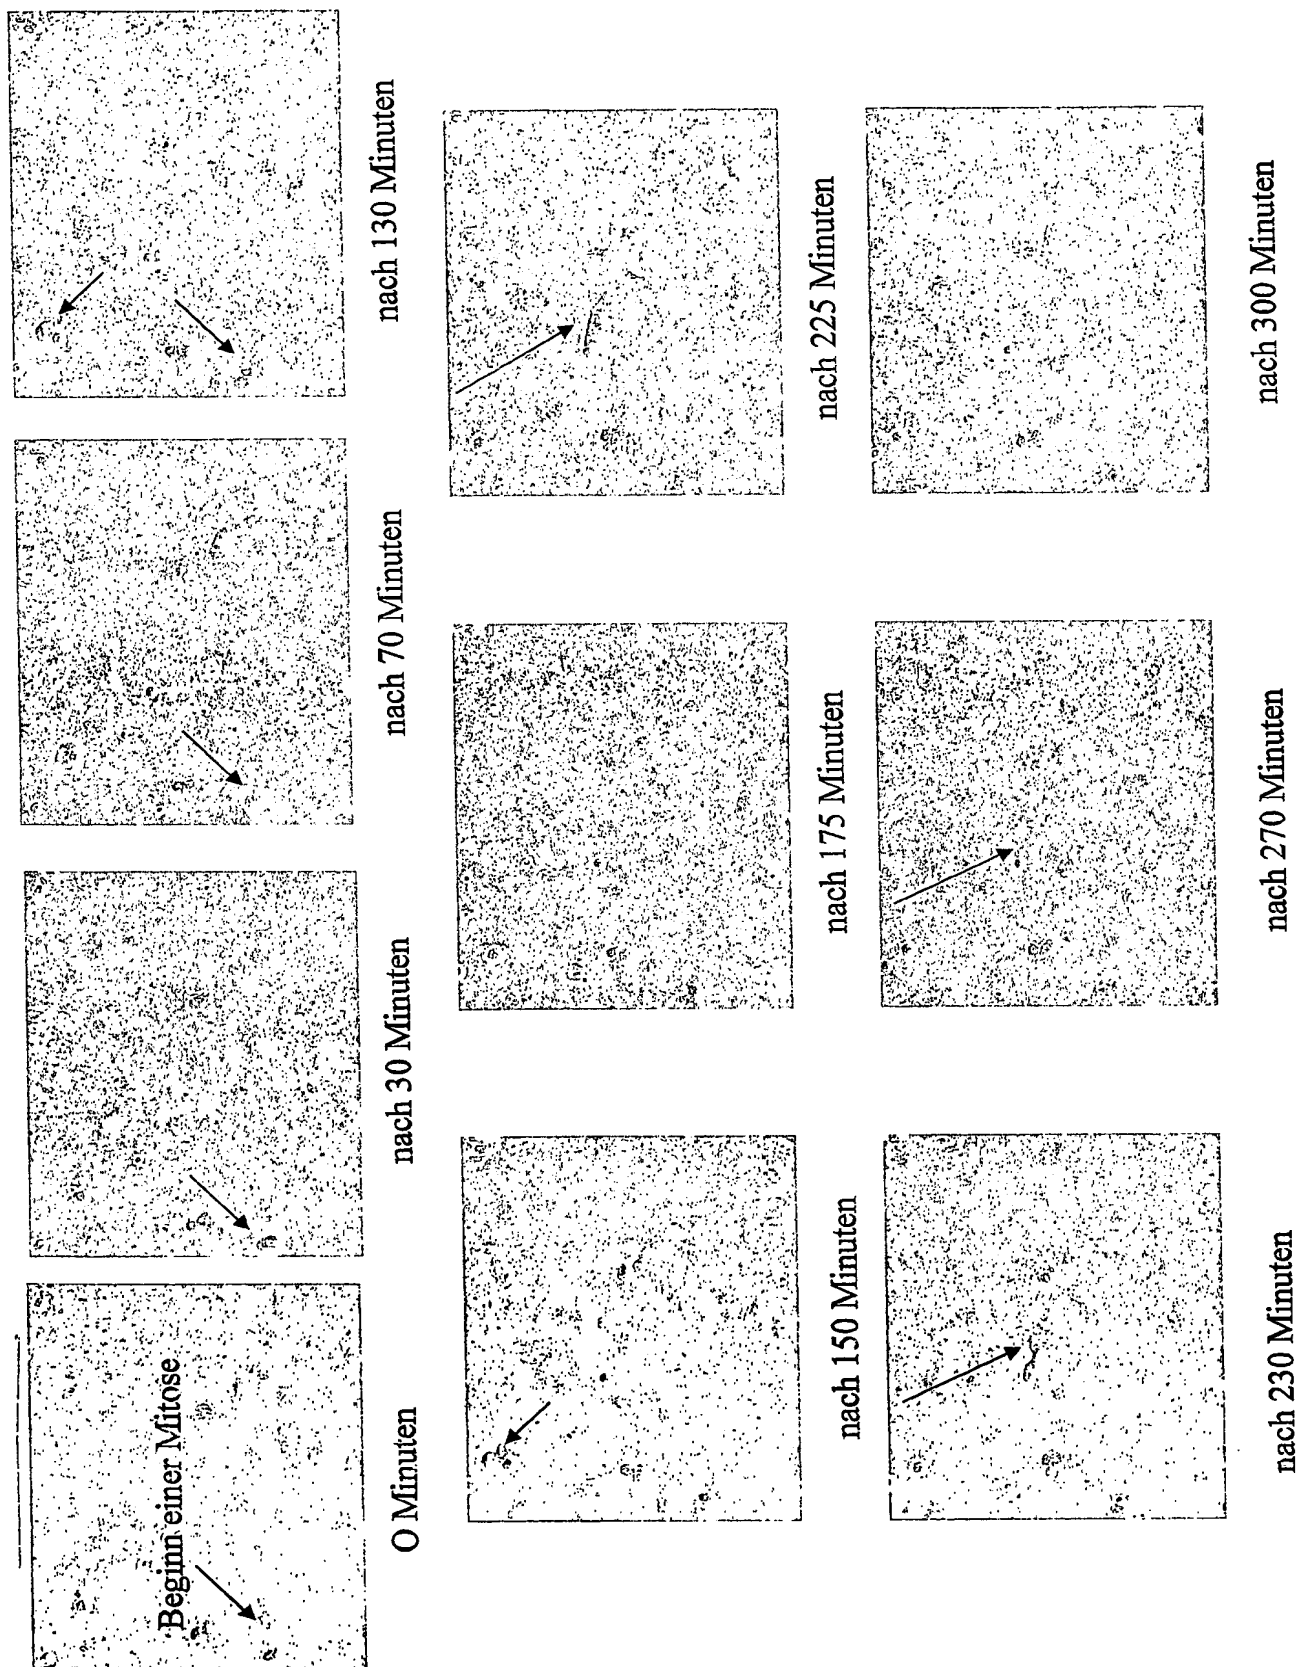 Beginn einer Mitose
O Minuten
nach 30 Minuten
nach 70 Minuten
nach 130 Minuten
nach 150 Minuten
nach 175 Minuten
nach 225 Minuten
nach 230 Minuten
nach 270 Minuten
nach 300 Minuten